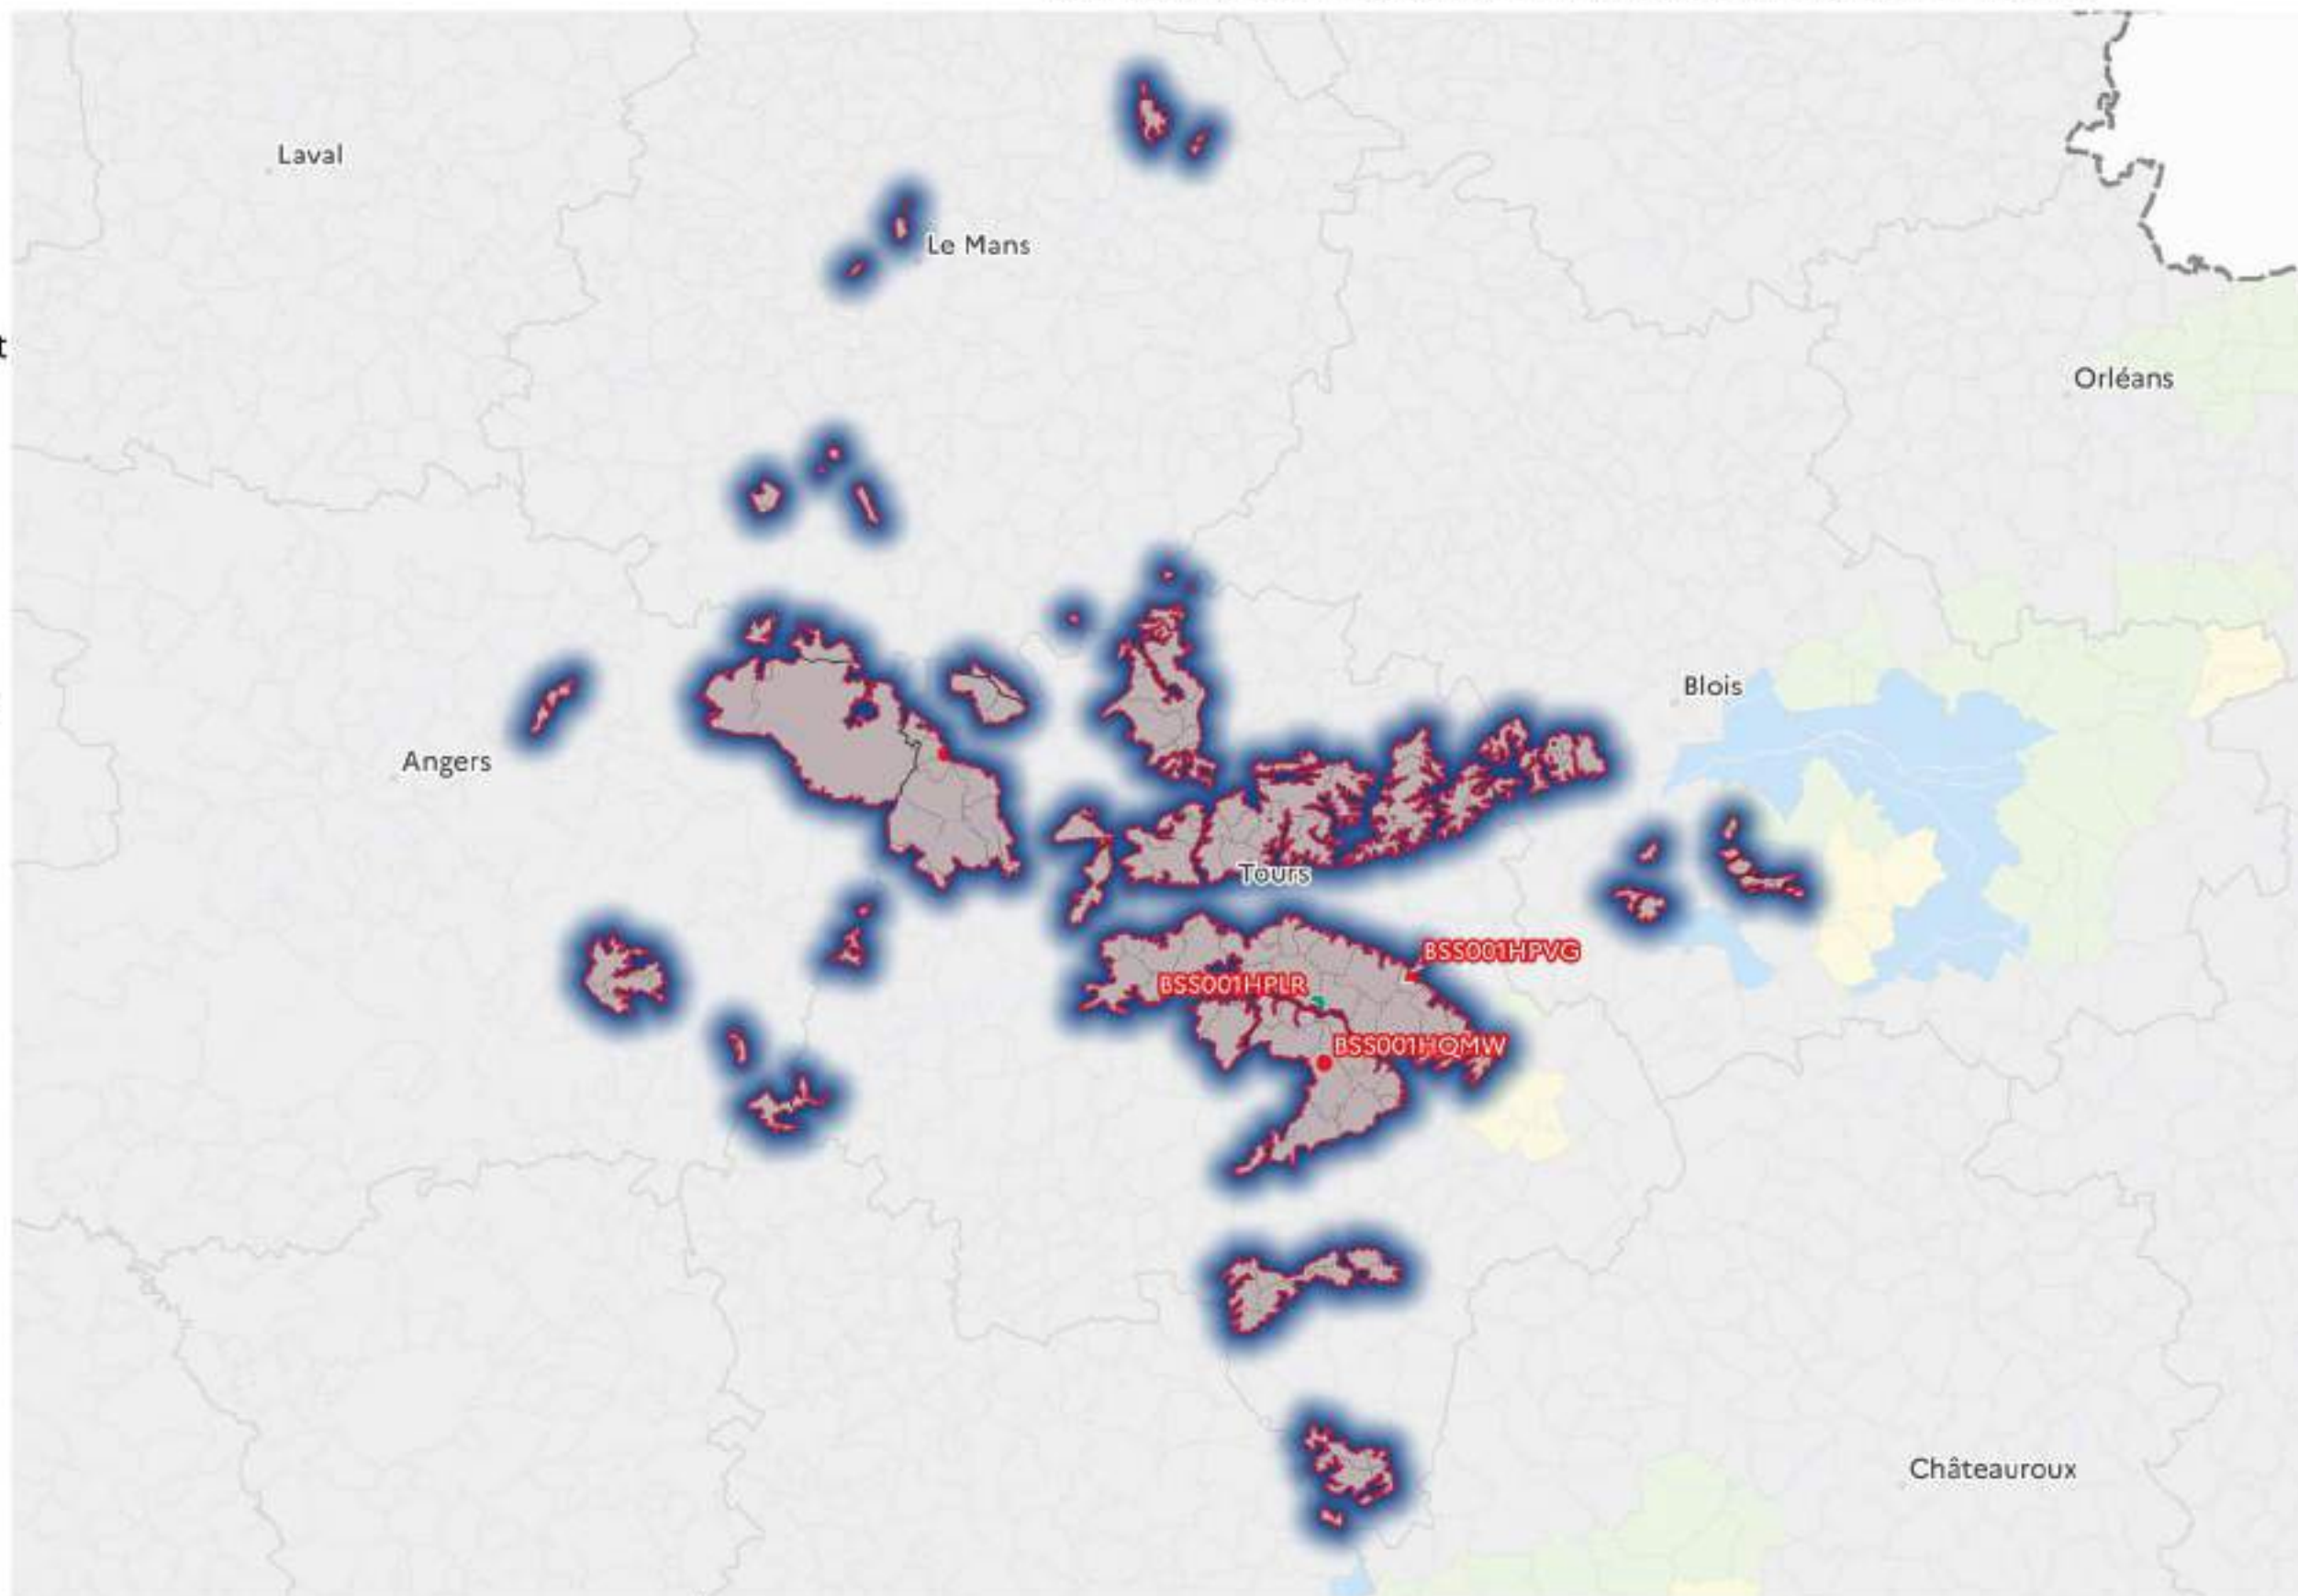 Laval
Le Mans
t
Orléans
Blois
Angers
Tours
BSS001HPVG
BSS001HPLR
BSS001HQMW
Châteauroux